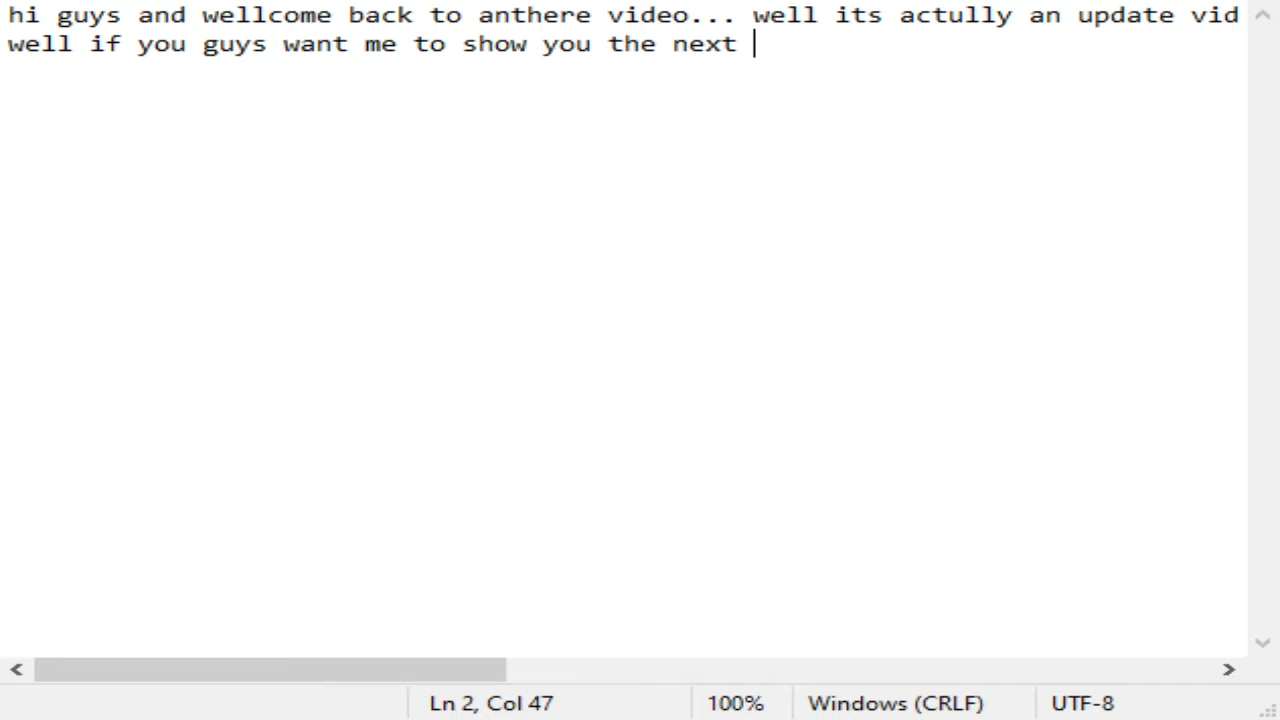 hi guys and wellcome back to anthere video... well its actully an update vid
well if you guys want me to show you the next
Ln 2, Col 47 100% Windows (CRLF) UTF-8